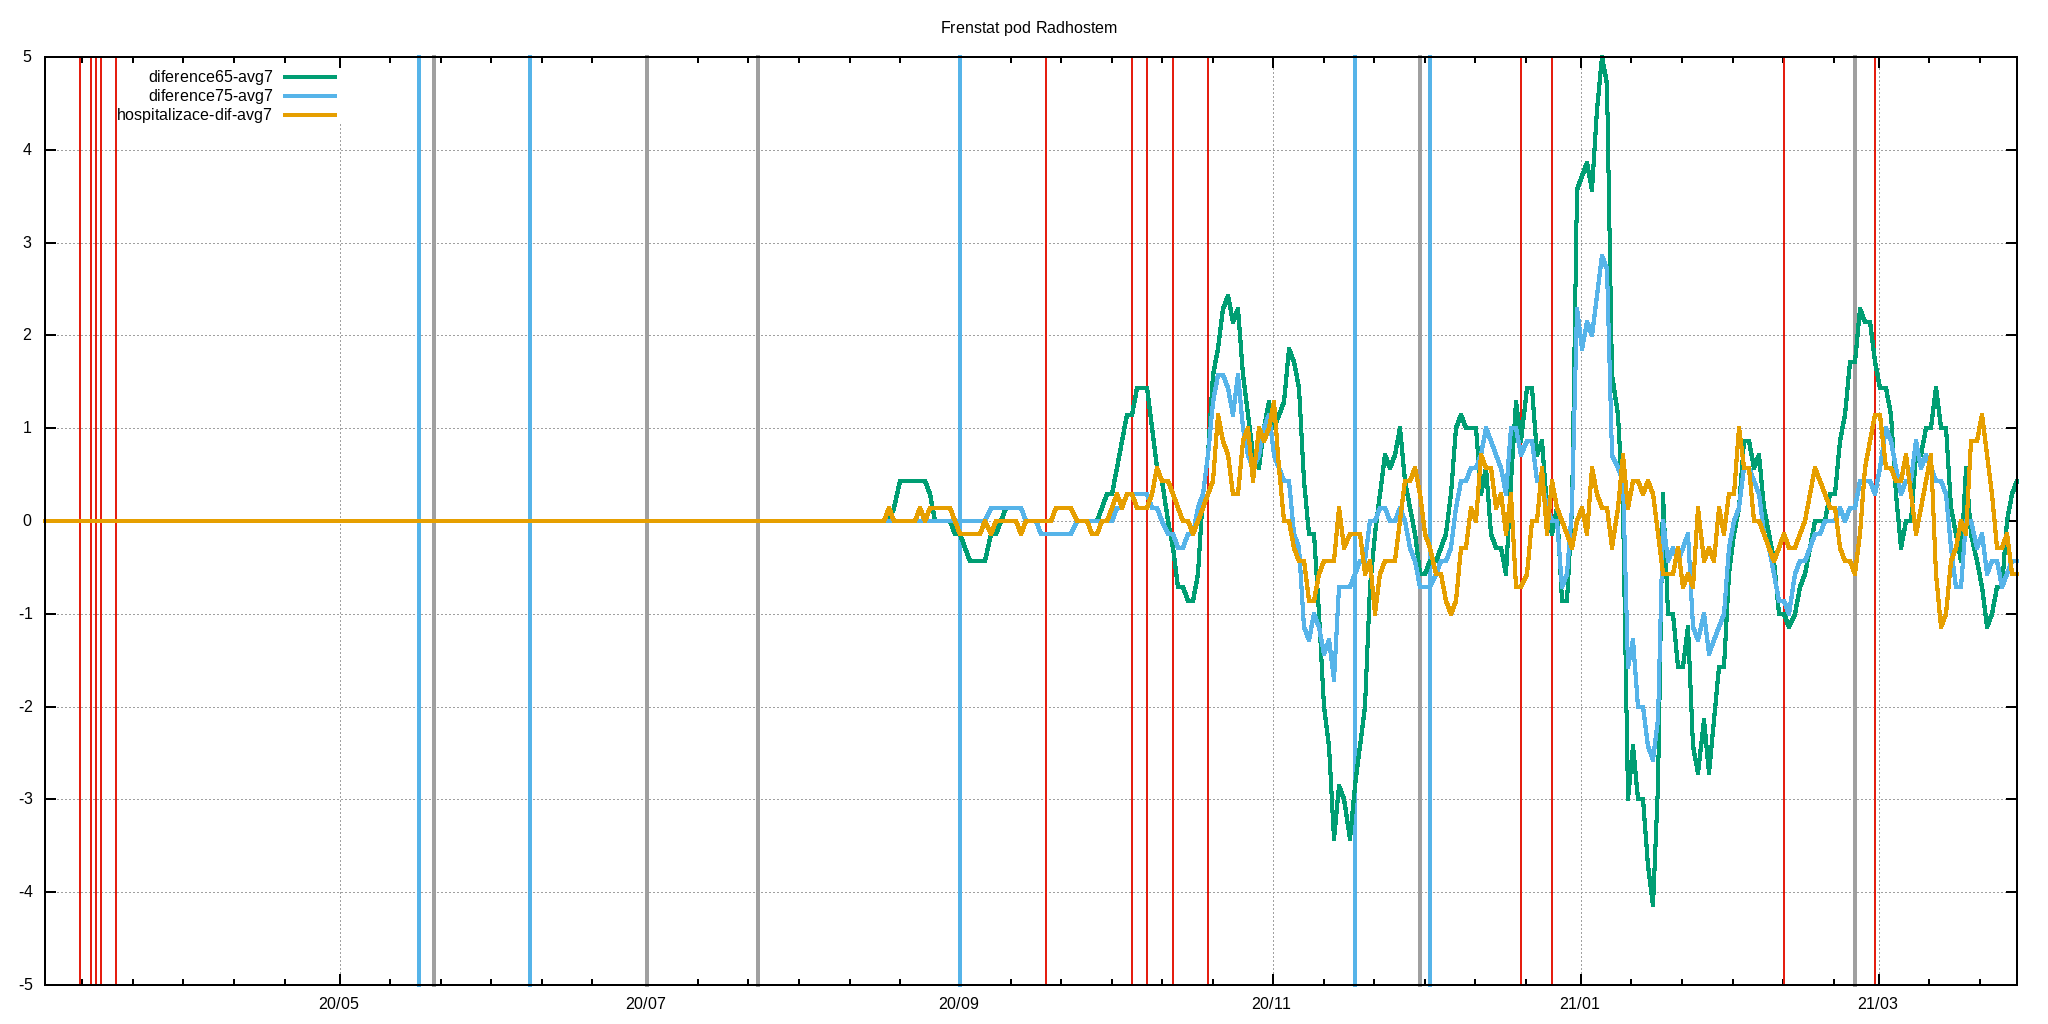 Frenstat pod Radhostem
diference65-avg7
diference75-avg7
hospitalizace-dif-avg7
5
4
3
2
1
0
-1
-2
-3
-4
-5
20/05 20/07 20/09 20/11 21/01 21/03